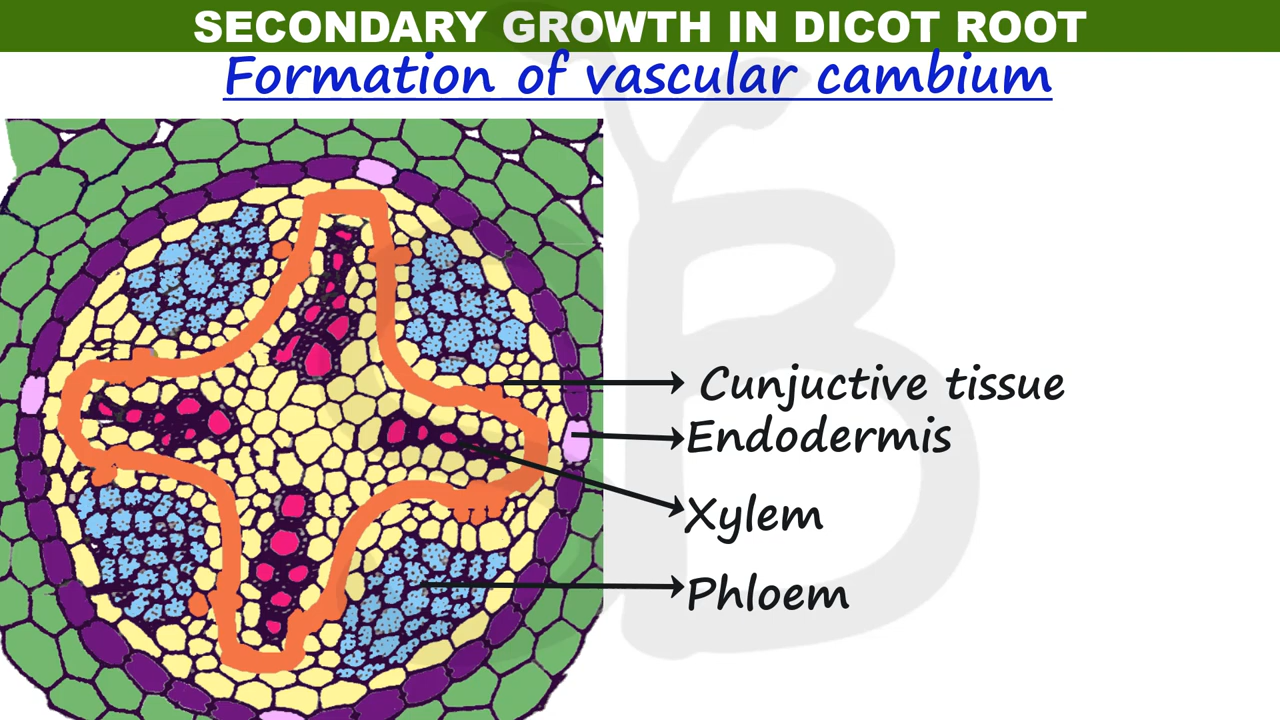 SECONDARY GROWTH IN DICOT ROOT
Formation of vascular cambium
Cunjuctive tissue
Endodermis
Xylem
Phloem